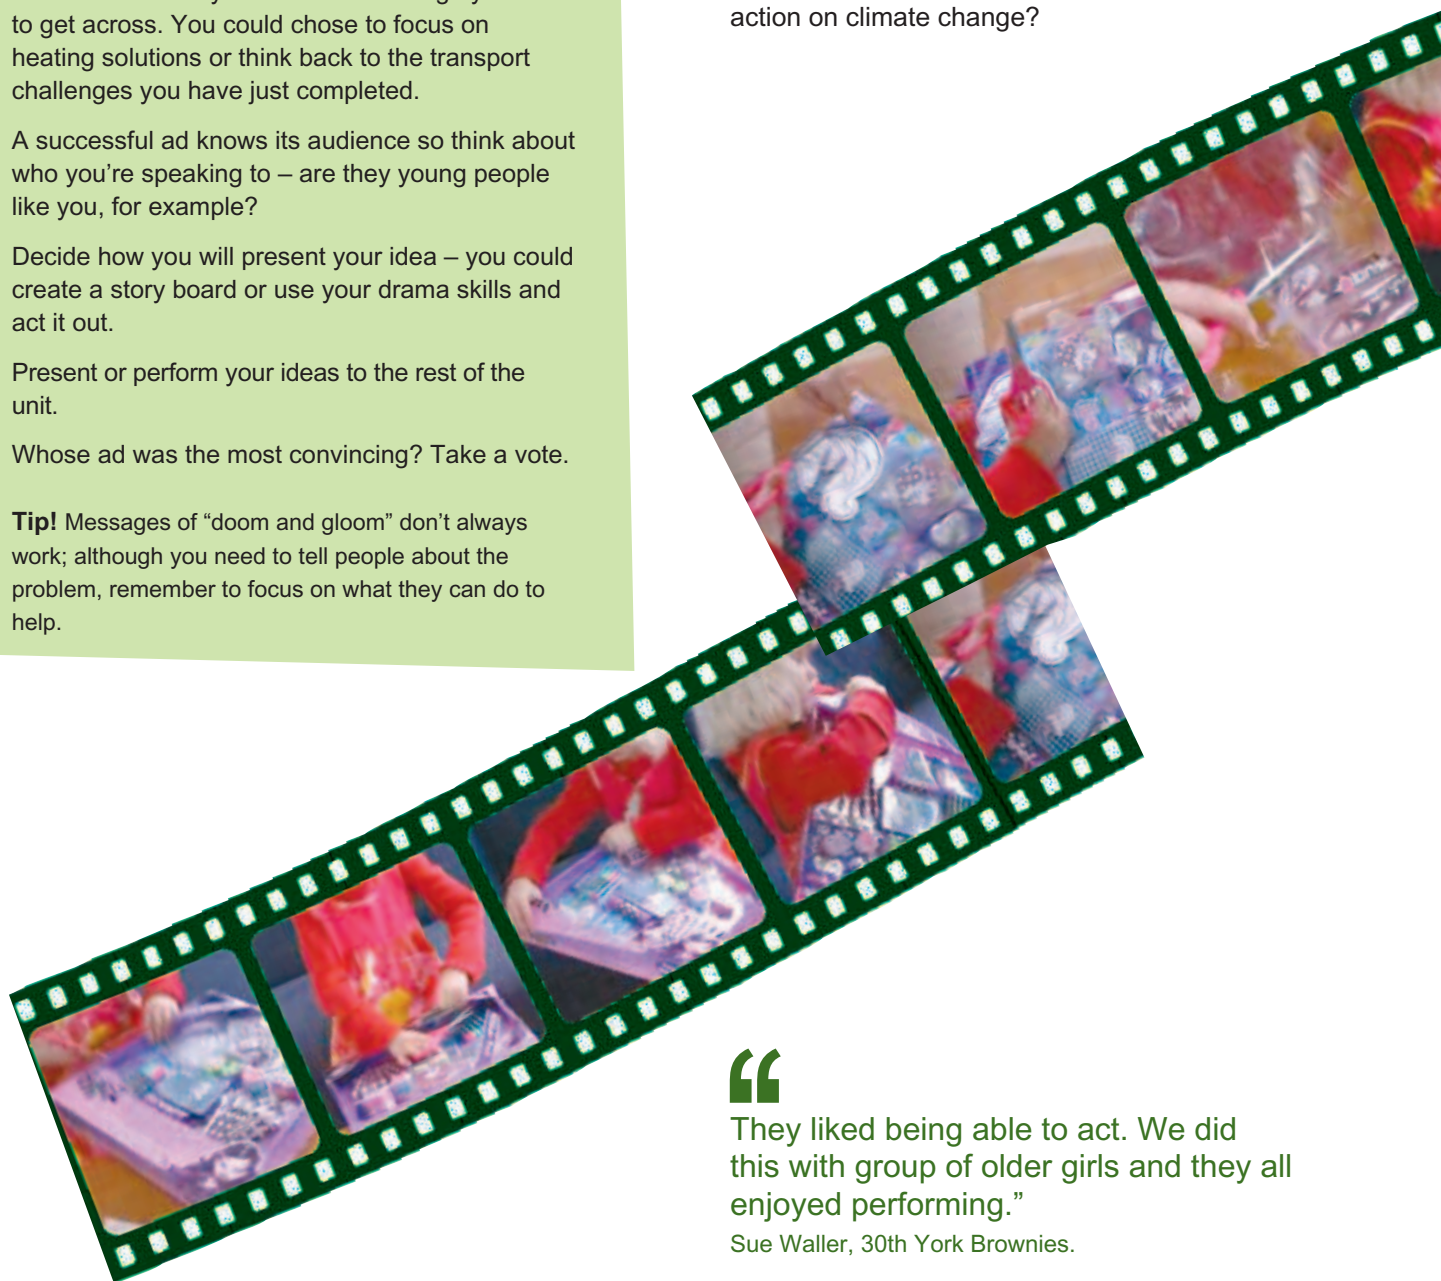 to get across. You could chose to focus on
heating solutions or think back to the transport
challenges you have just completed.
A successful ad knows its audience so think about
who you’re speaking to – are they young people
like you, for example?
Decide how you will present your idea – you could
create a story board or use your drama skills and
act it out.
Present or perform your ideas to the rest of the
unit.
Whose ad was the most convincing? Take a vote.
Tip! Messages of “doom and gloom” don’t always
work; although you need to tell people about the
problem, remember to focus on what they can do to
help.
action on climate change?
“
They liked being able to act. We did
this with group of older girls and they all
enjoyed performing.”
Sue Waller, 30th York Brownies.